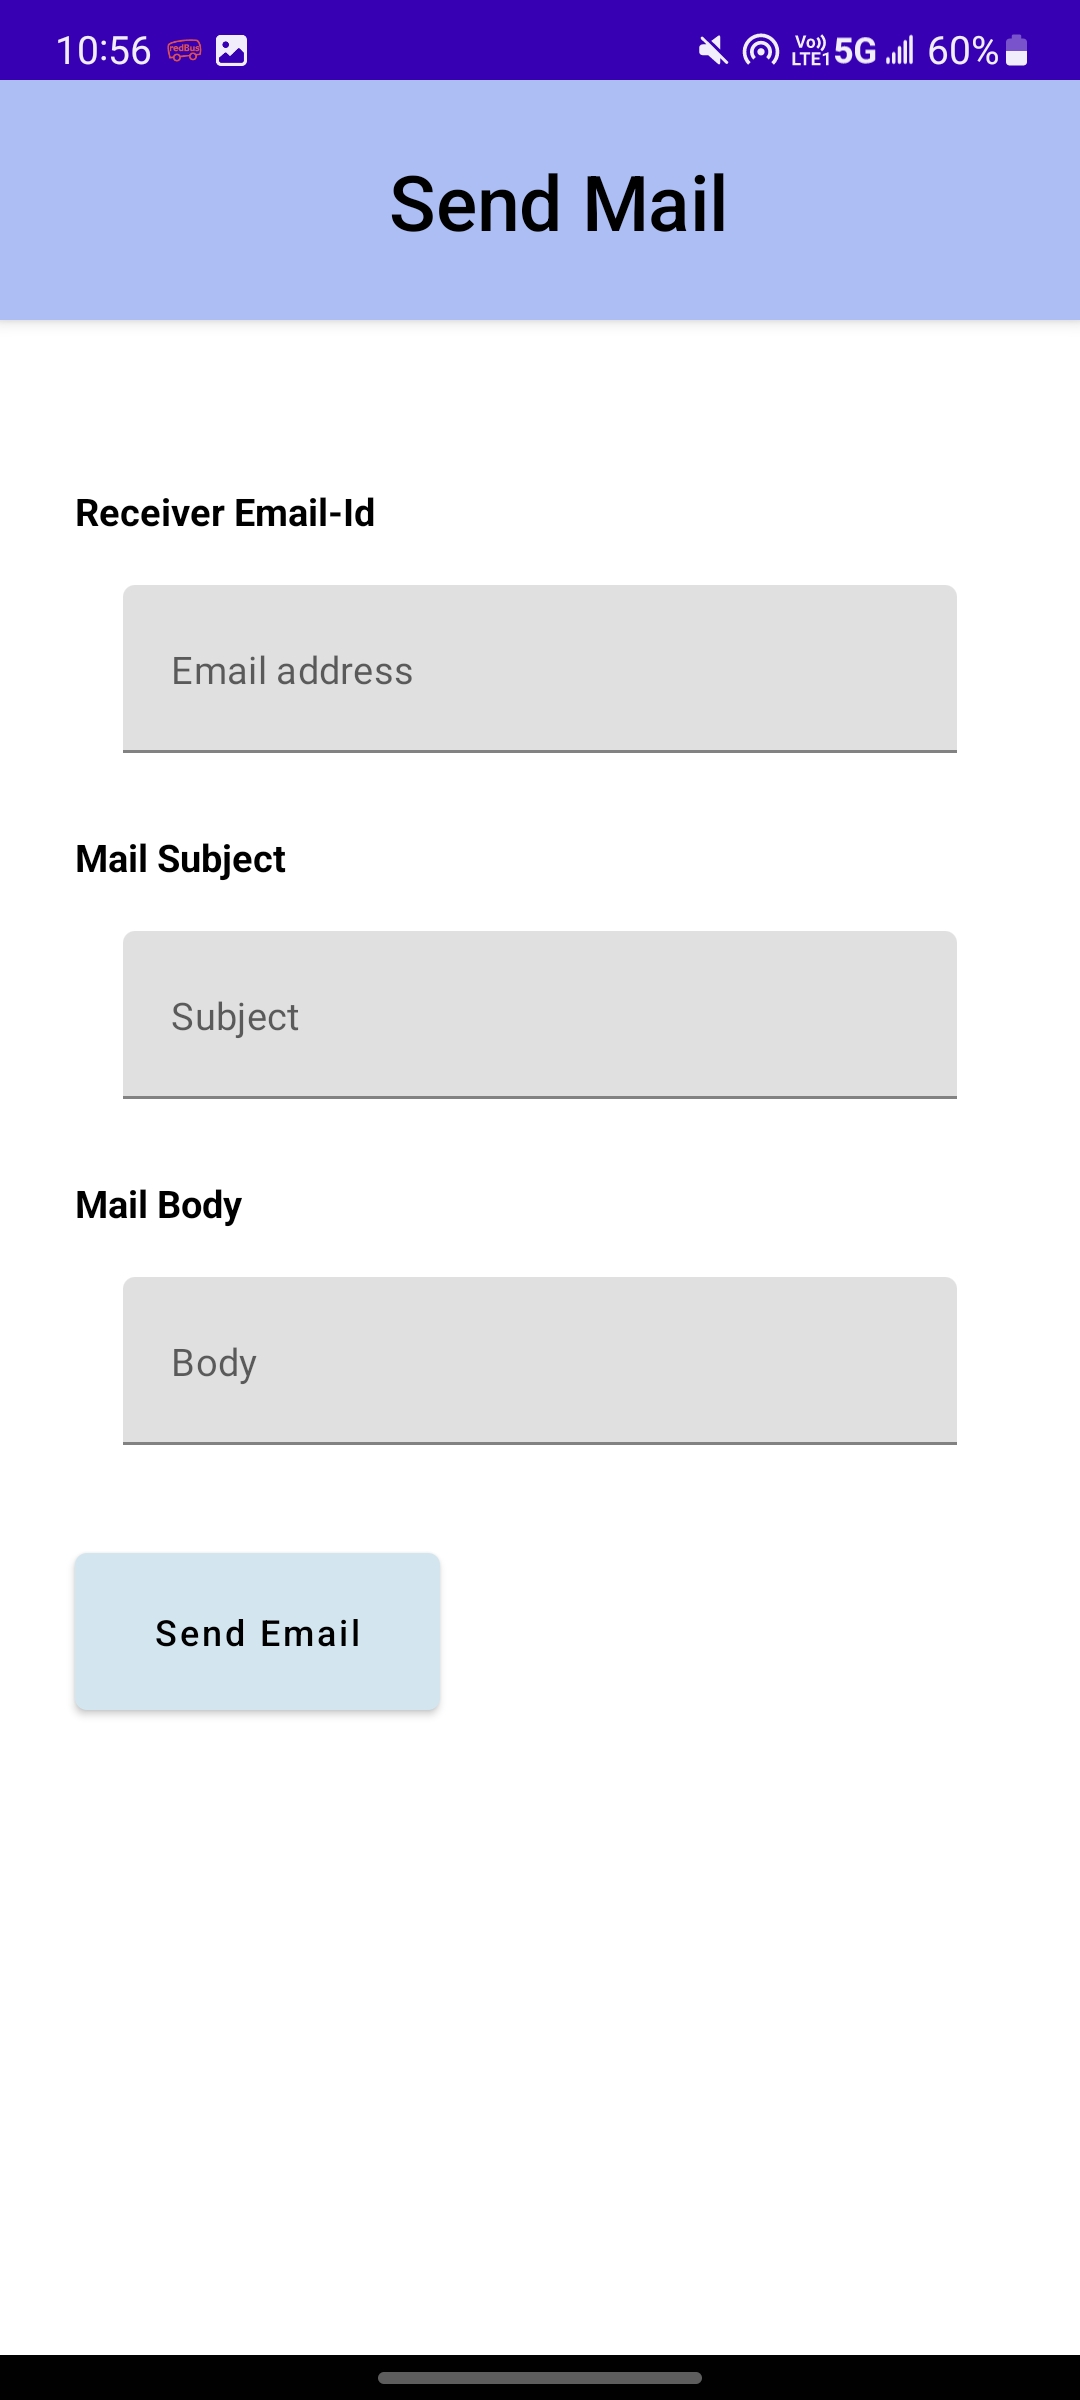 10:56 redBus Vo)) LTE1 5G 60%
Send Mail
Receiver Email-Id
Email address
Mail Subject
Subject
Mail Body
Body
Send Email